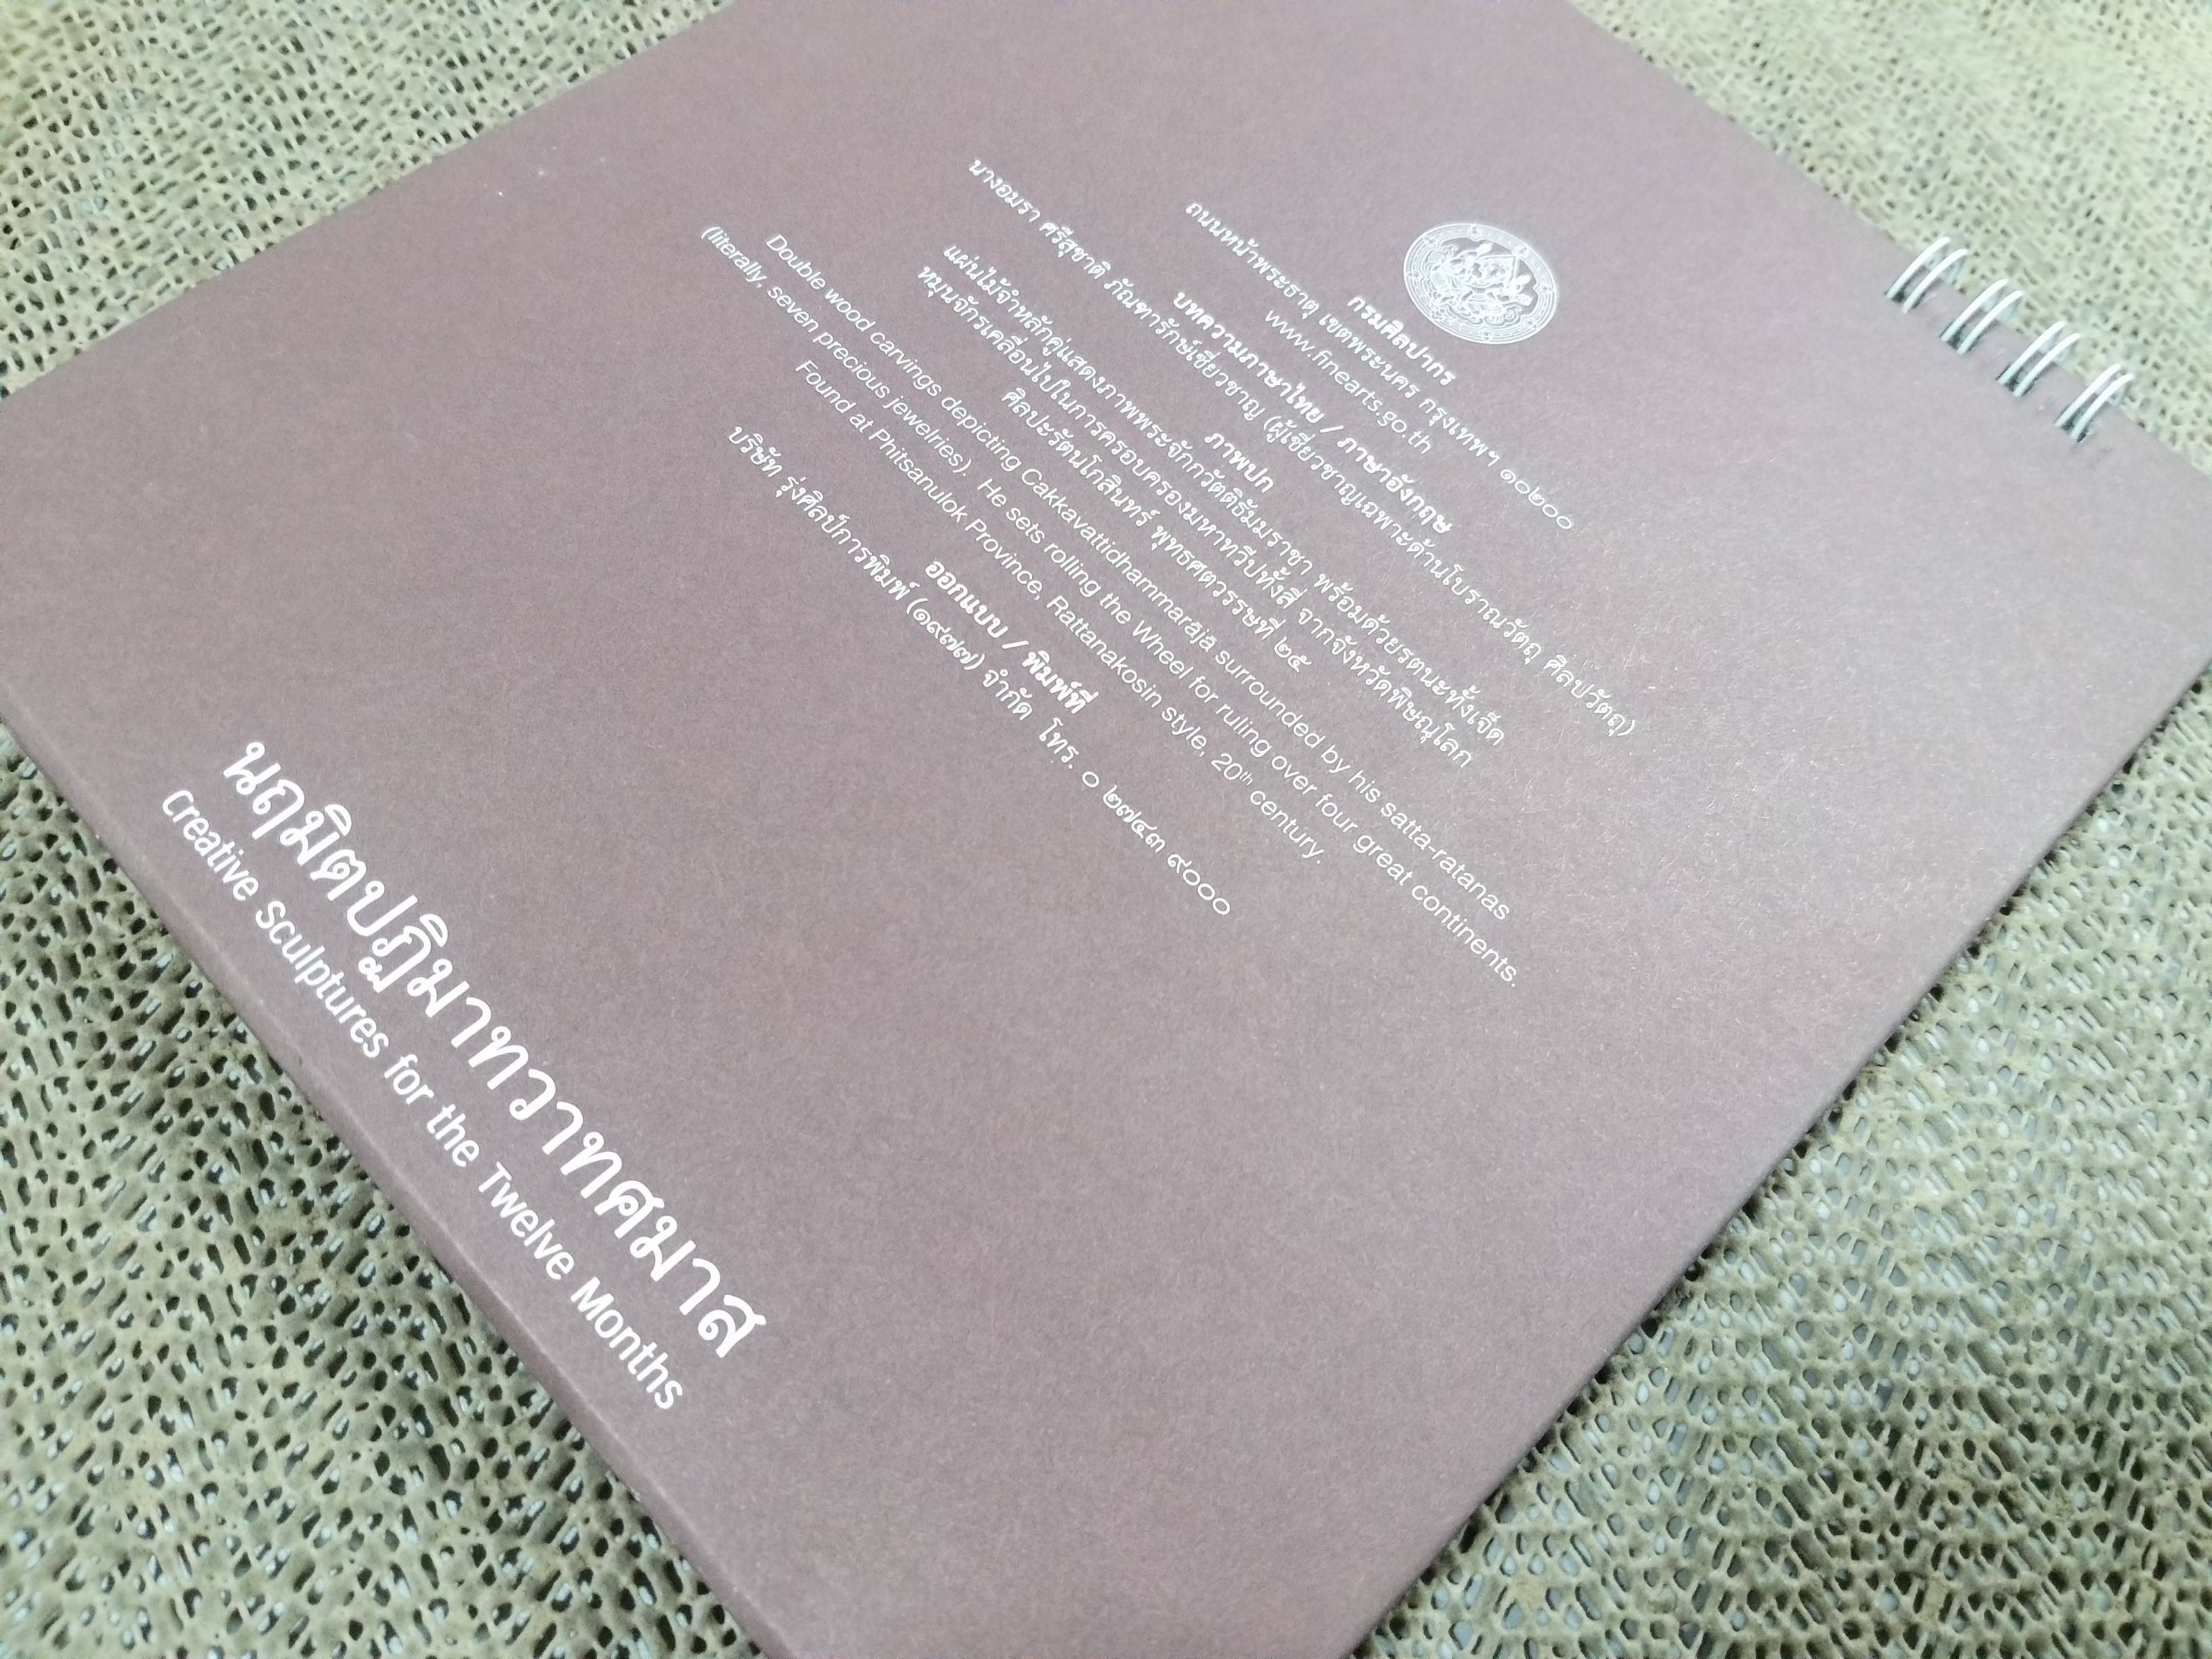 กรมศิลปากร
ถนนหน้าพระธาตุ เขตพระนคร กรุงเทพฯ ๑๐๒๐๐
www.finearts.go.th
บทความภาษาไทย / ภาษาอังกฤษ
นางอมรา ศรีสุชาติ ภัณฑารักษ์เชี่ยวชาญ (ผู้เชี่ยวชาญเฉพาะด้านโบราณวัตถุ ศิลปวัตถุ)
ภาพปก
แผ่นไม้จำหลักคู่แสดงภาพพระจักกวัตติธัมมราชา พร้อมด้วยรตนะทั้งเจ็ด
หมุนจักรเคลื่อนไปในการครอบครองมหาทวีปทั้งสี่ จากจังหวัดพิษณุโลก
ศิลปะรัตนโกสินทร์ พุทธศตวรรษที่ ๒๕
Double wood carvings depicting Cakkavattidhammarājā surrounded by his satta-ratanas
(literally, seven precious jewelries). He sets rolling the Wheel for ruling over four great continents.
Found at Phitsanulok Province, Rattanakosin style, 20th century.
ออกแบบ / พิมพ์ที่
บริษัท รุ่งศิลป์การพิมพ์ (๑๙๗๗) จำกัด โทร. ๐ ๒๗๔๓ ๙๐๐๐
นฤมิตปฏิมาทวาทศมาส
Creative Sculptures for the Twelve Months